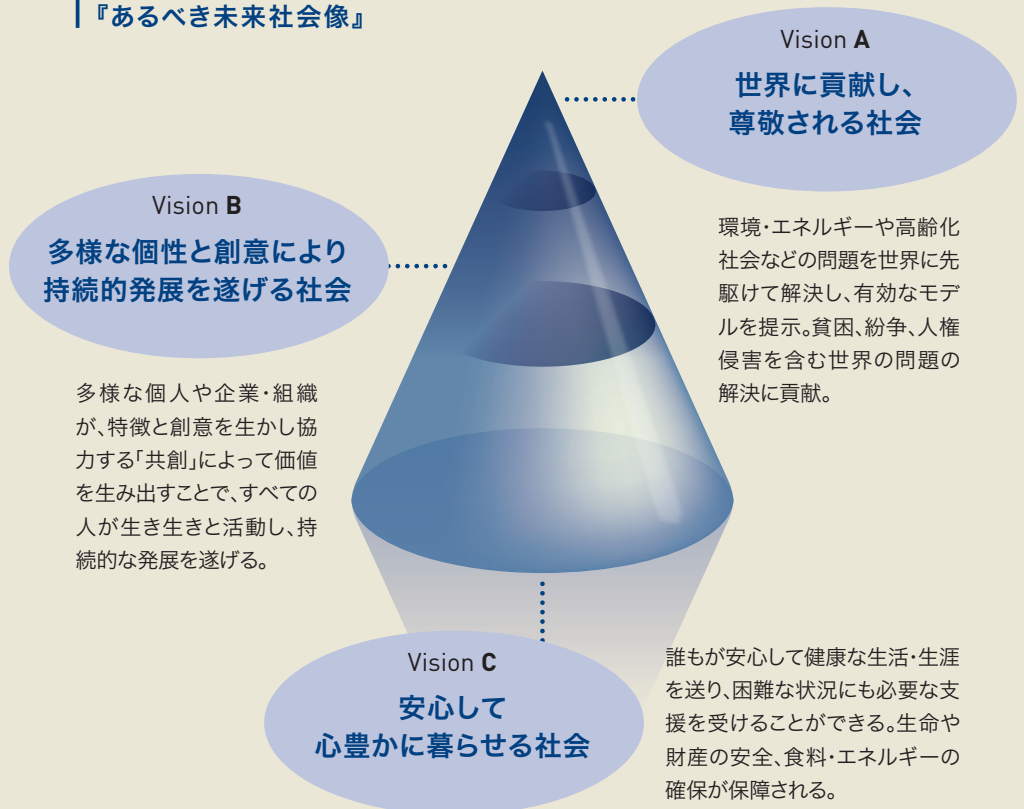 『あるべき未来社会像』
Vision A
世界に貢献し、
尊敬される社会
環境・エネルギーや高齢化
社会などの問題を世界に先
駆けて解決し、有効なモデ
ルを提示。貧困、紛争、人権
侵害を含む世界の問題の
解決に貢献。
Vision B
多様な個性と創意により
持続的発展を遂げる社会
多様な個人や企業・組織
が、特徴と創意を生かし協
力する「共創」によって価値
を生み出すことで、すべての
人が生き生きと活動し、持
続的な発展を遂げる。
Vision C
安心して
心豊かに暮らせる社会
誰もが安心して健康な生活・生涯
を送り、困難な状況にも必要な支
援を受けることができる。生命や
財産の安全、食料・エネルギーの
確保が保障される。